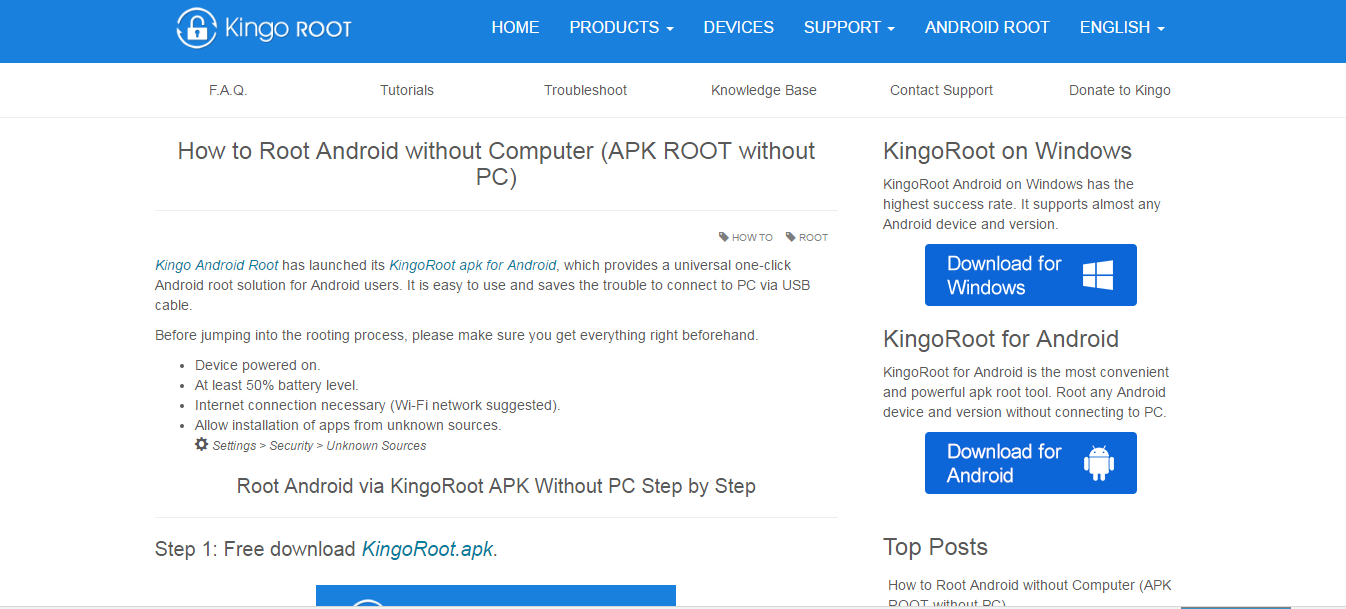 Kingo ROOT
HOME PRODUCTS DEVICES SUPPORT ANDROID ROOT ENGLISH
F.A.Q. Tutorials Troubleshoot Knowledge Base Contact Support Donate to Kingo
How to Root Android without Computer (APK ROOT without
PC)
HOW TO ROOT
Kingo Android Root has launched its KingoRoot apk for Android, which provides a universal one-click
Android root solution for Android users. It is easy to use and saves the trouble to connect to PC via USB
cable.
Before jumping into the rooting process, please make sure you get everything right beforehand.
• Device powered on.
• At least 50% battery level.
• Internet connection necessary (Wi-Fi network suggested).
• Allow installation of apps from unknown sources.
Settings > Security > Unknown Sources
Root Android via KingoRoot APK Without PC Step by Step
Step 1: Free download KingoRoot.apk.
KingoRoot on Windows
KingoRoot Android on Windows has the
highest success rate. It supports almost any
Android device and version.
Download for
Windows
KingoRoot for Android
KingoRoot for Android is the most convenient
and powerful apk root tool. Root any Android
device and version without connecting to PC.
Download for
Android
Top Posts
How to Root Android without Computer (APK
ROOT without PC)